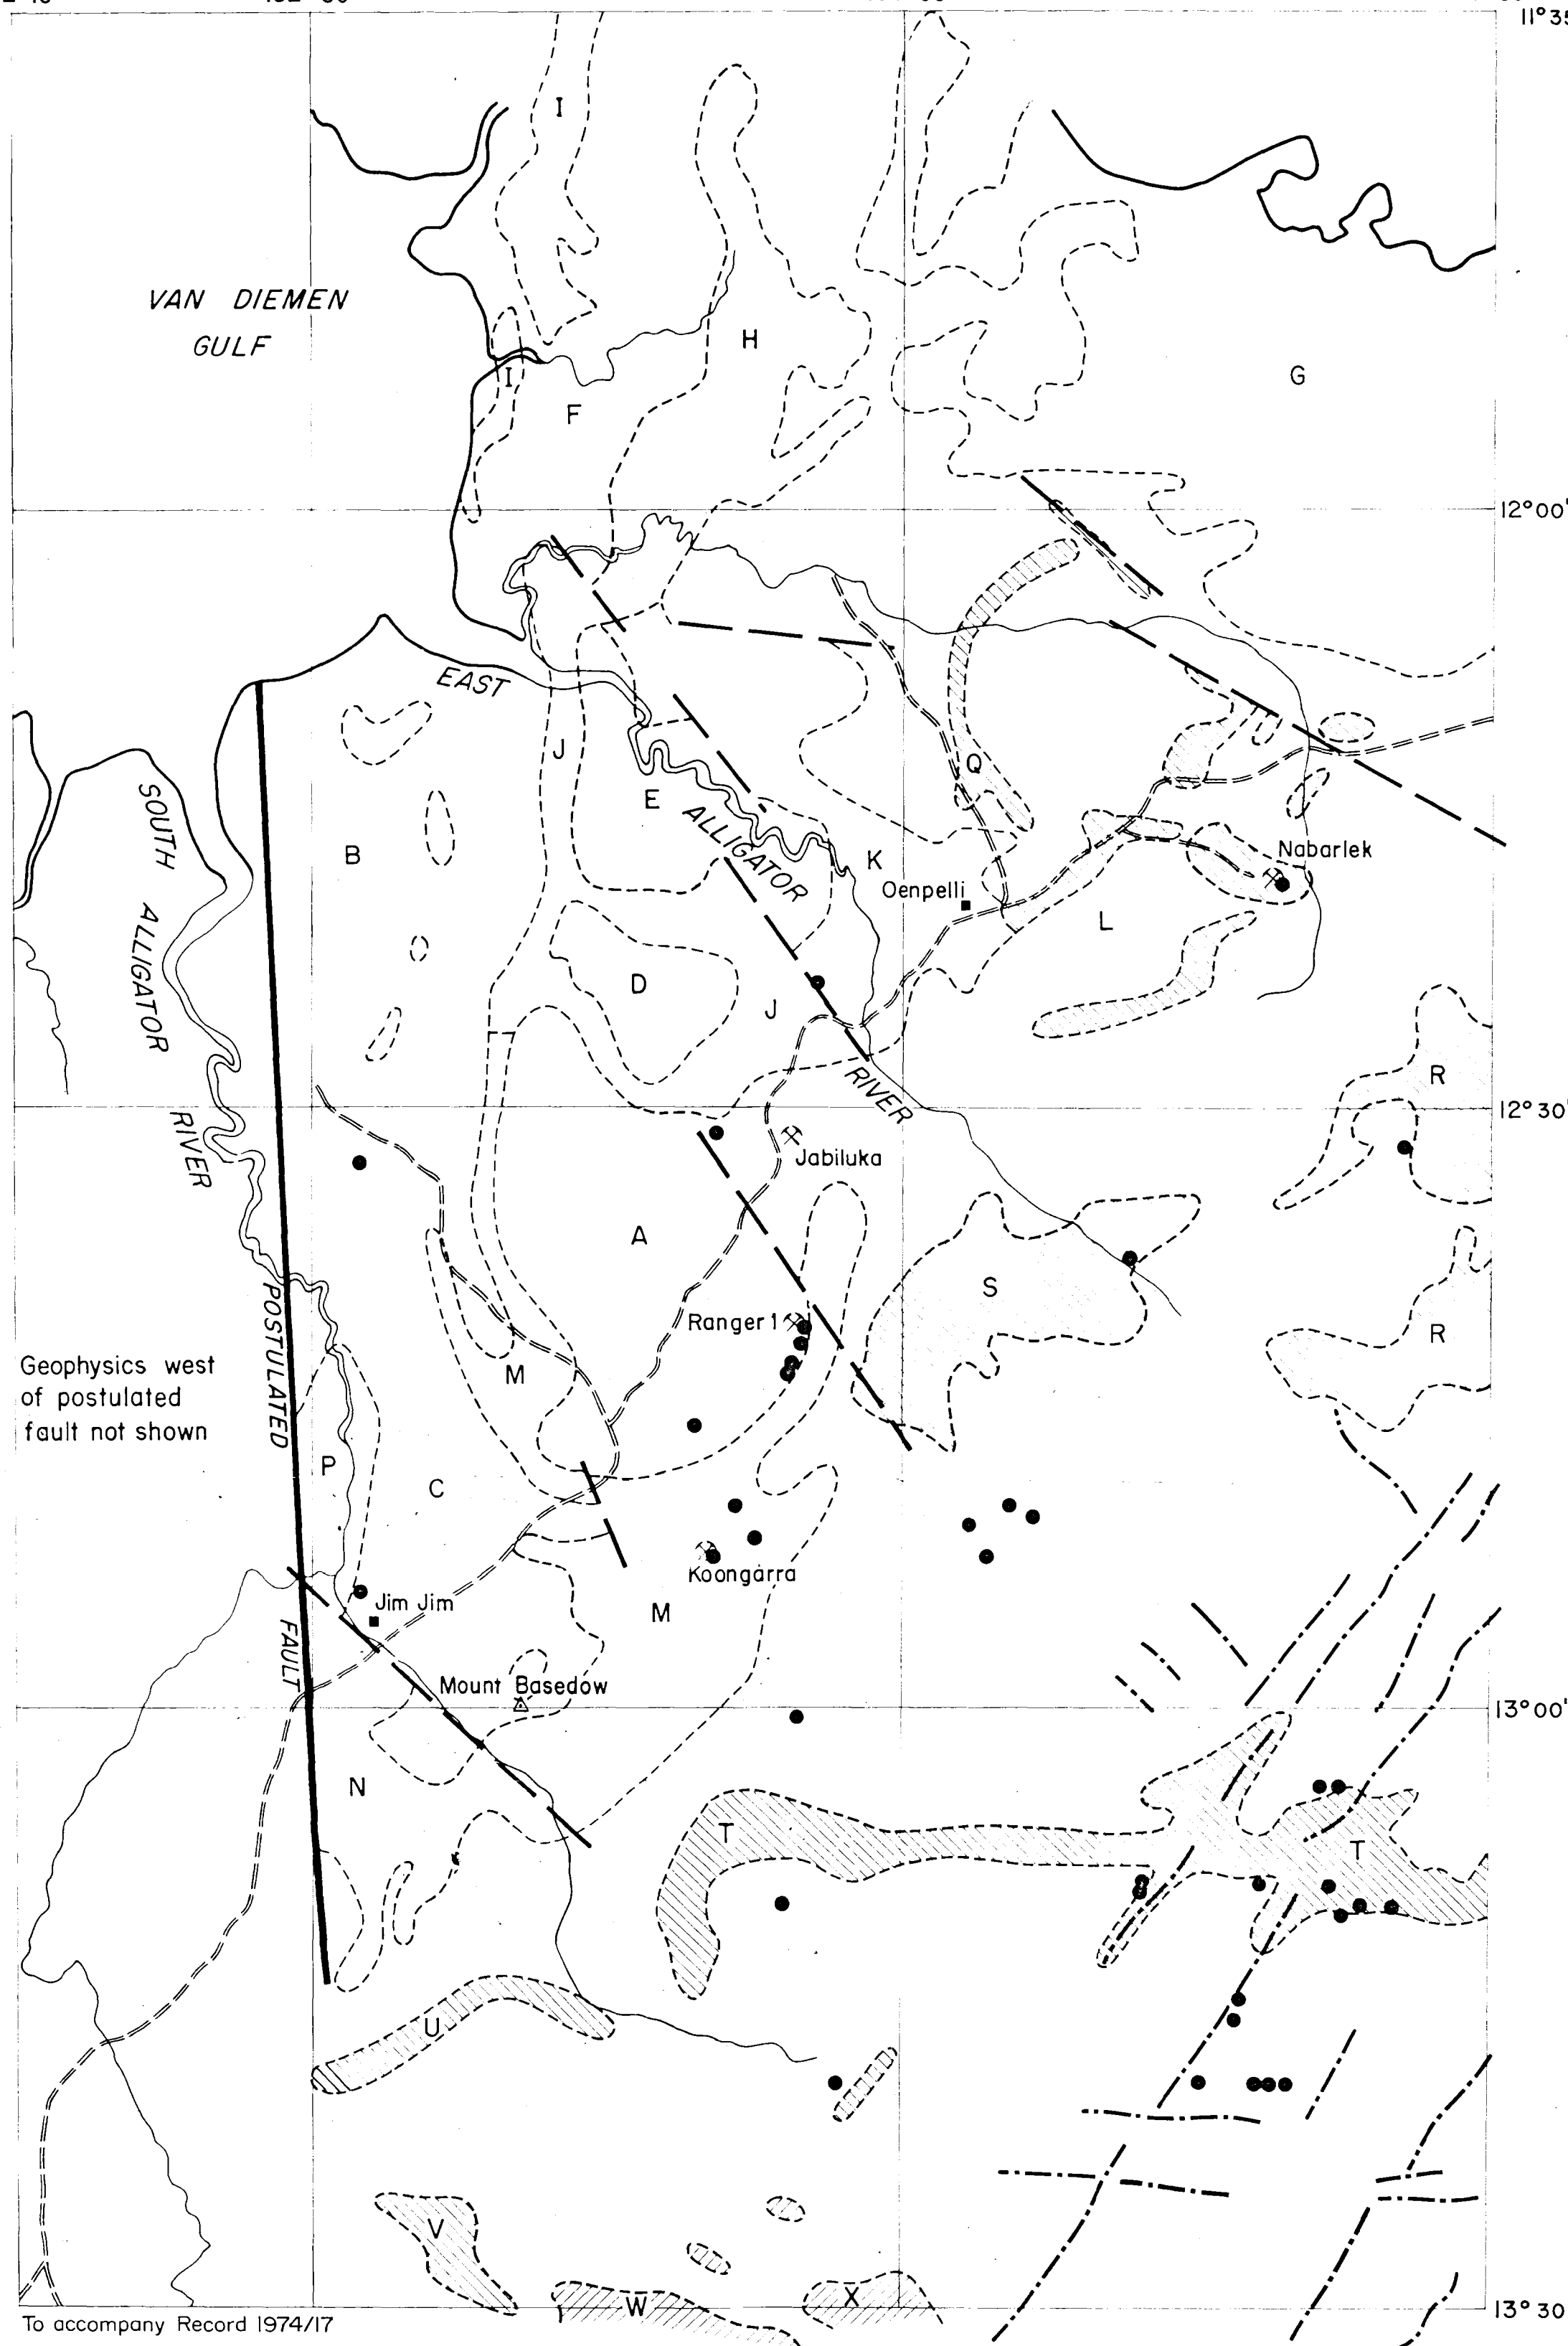 11°35
I
VAN DIEMEN
GULF
H
I
G
F
12°00'
EAST
J
Q
SOUTH
E
ALLIGATOR
B
K
Nabarlek
Oenpelli
ALLIGATOR
L
D
J
R
RIVER
12°30'
RIVER
Jabiluka
A
S
POSTULATED
Ranger 1
R
Geophysics west
of postulated
fault not shown
M
P
C
Koongarra
Jim Jim
M
FAULT
Mount Basedow
13°00'
N
T
T
U
V
W
X
13°30
To accompany Record 1974/17